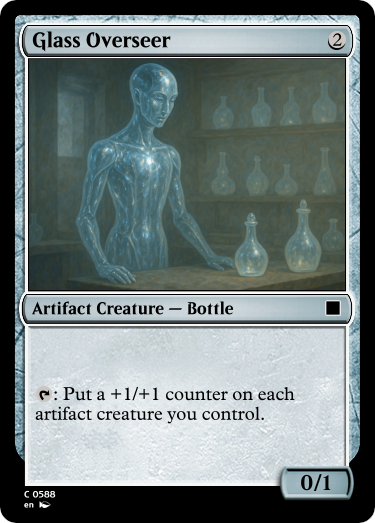 Glass Overseer 2
Artifact Creature — Bottle
: Put a +1/+1 counter on each
artifact creature you control.
0/1
C 0588
en